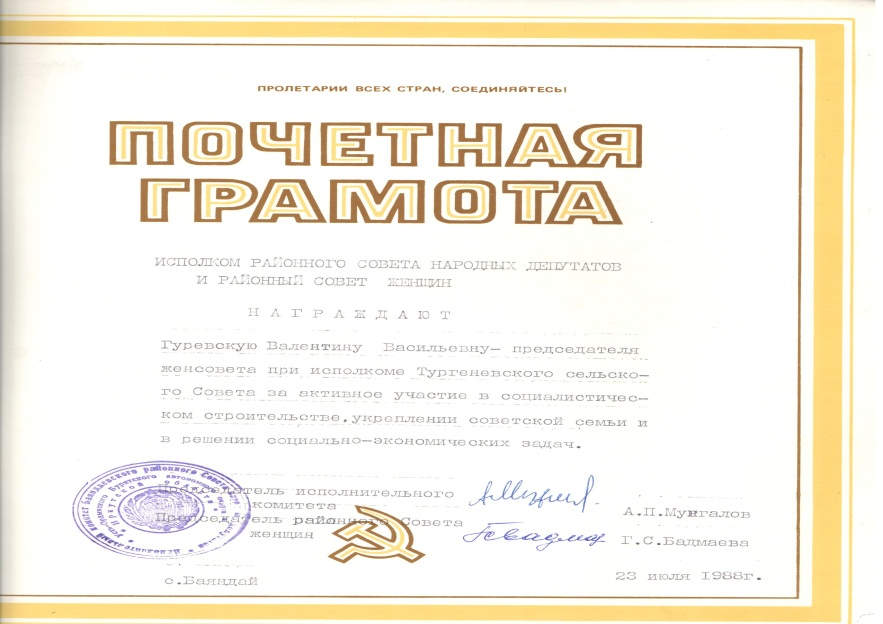 ПРОЛЕТАРИИ ВСЕХ СТРАН, СОЕДИНЯЙТЕСЬ!
ПОЧЕТНАЯ
ГРАМОТА
ИСПОЛКОМ РАЙОННОГО СОВЕТА НАРОДНЫХ ДЕПУТАТОВ
И РАЙОННЫЙ СОВЕТ ЖЕНЩИН
НАГРАЖДАЮТ
Гуревскую Валентину Васильевну- председателя
женсовета при исполкоме Тургеневского сельско-
го Совета за активное участие в социалистичес-
ком строительстве, укреплении советской семьи и
в решении социально-экономических задач.
Председатель исполнительного
комитета
А.П.Мунгалов
Председатель районного Совета
женщин
Г.С.Бадмаева
с.Баяндай
23 июля 1988г.